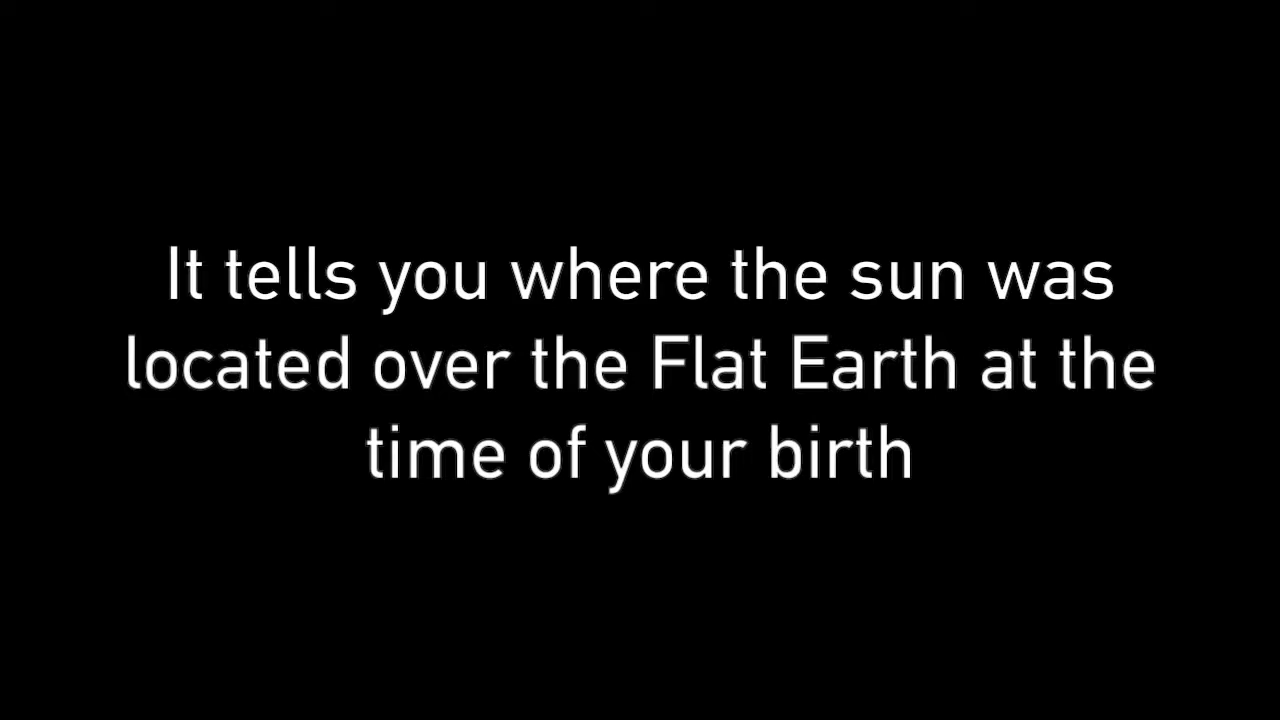 It tells you where the sun was
located over the Flat Earth at the
time of your birth